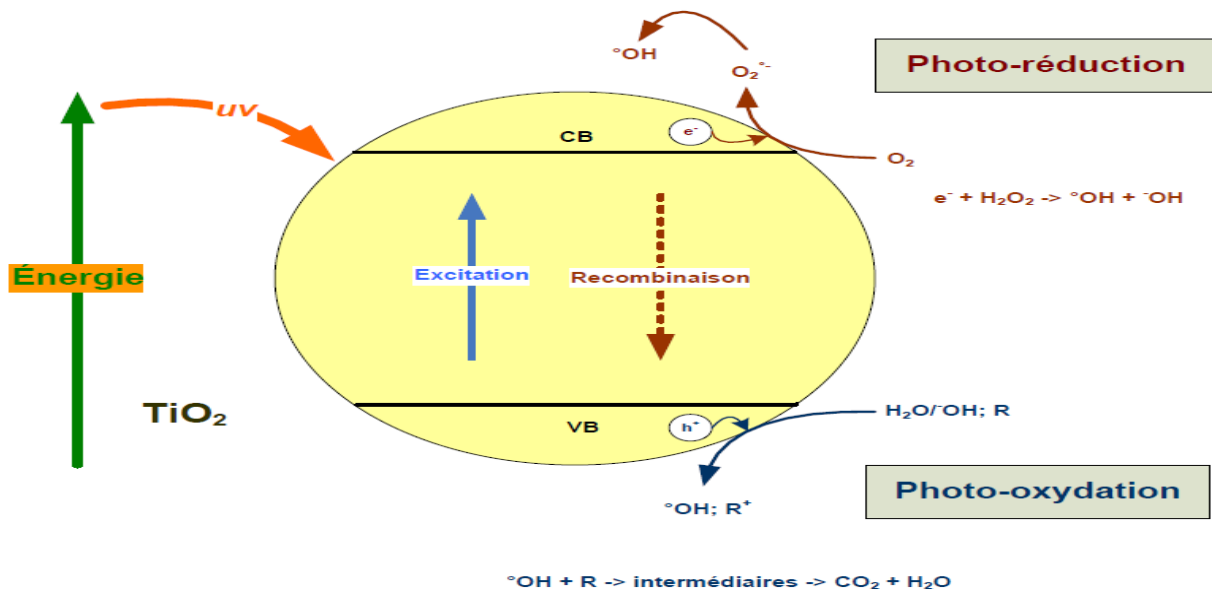 °OH
O₂°⁻
Photo-réduction
uv
CB
e⁻
O₂
e⁻ + H₂O₂ -> °OH + ⁻OH
Énergie
Excitation
Recombinaison
TiO₂
VB
h⁺
H₂O/⁻OH; R
Photo-oxydation
°OH; R⁺
°OH + R -> intermédiaires -> CO₂ + H₂O